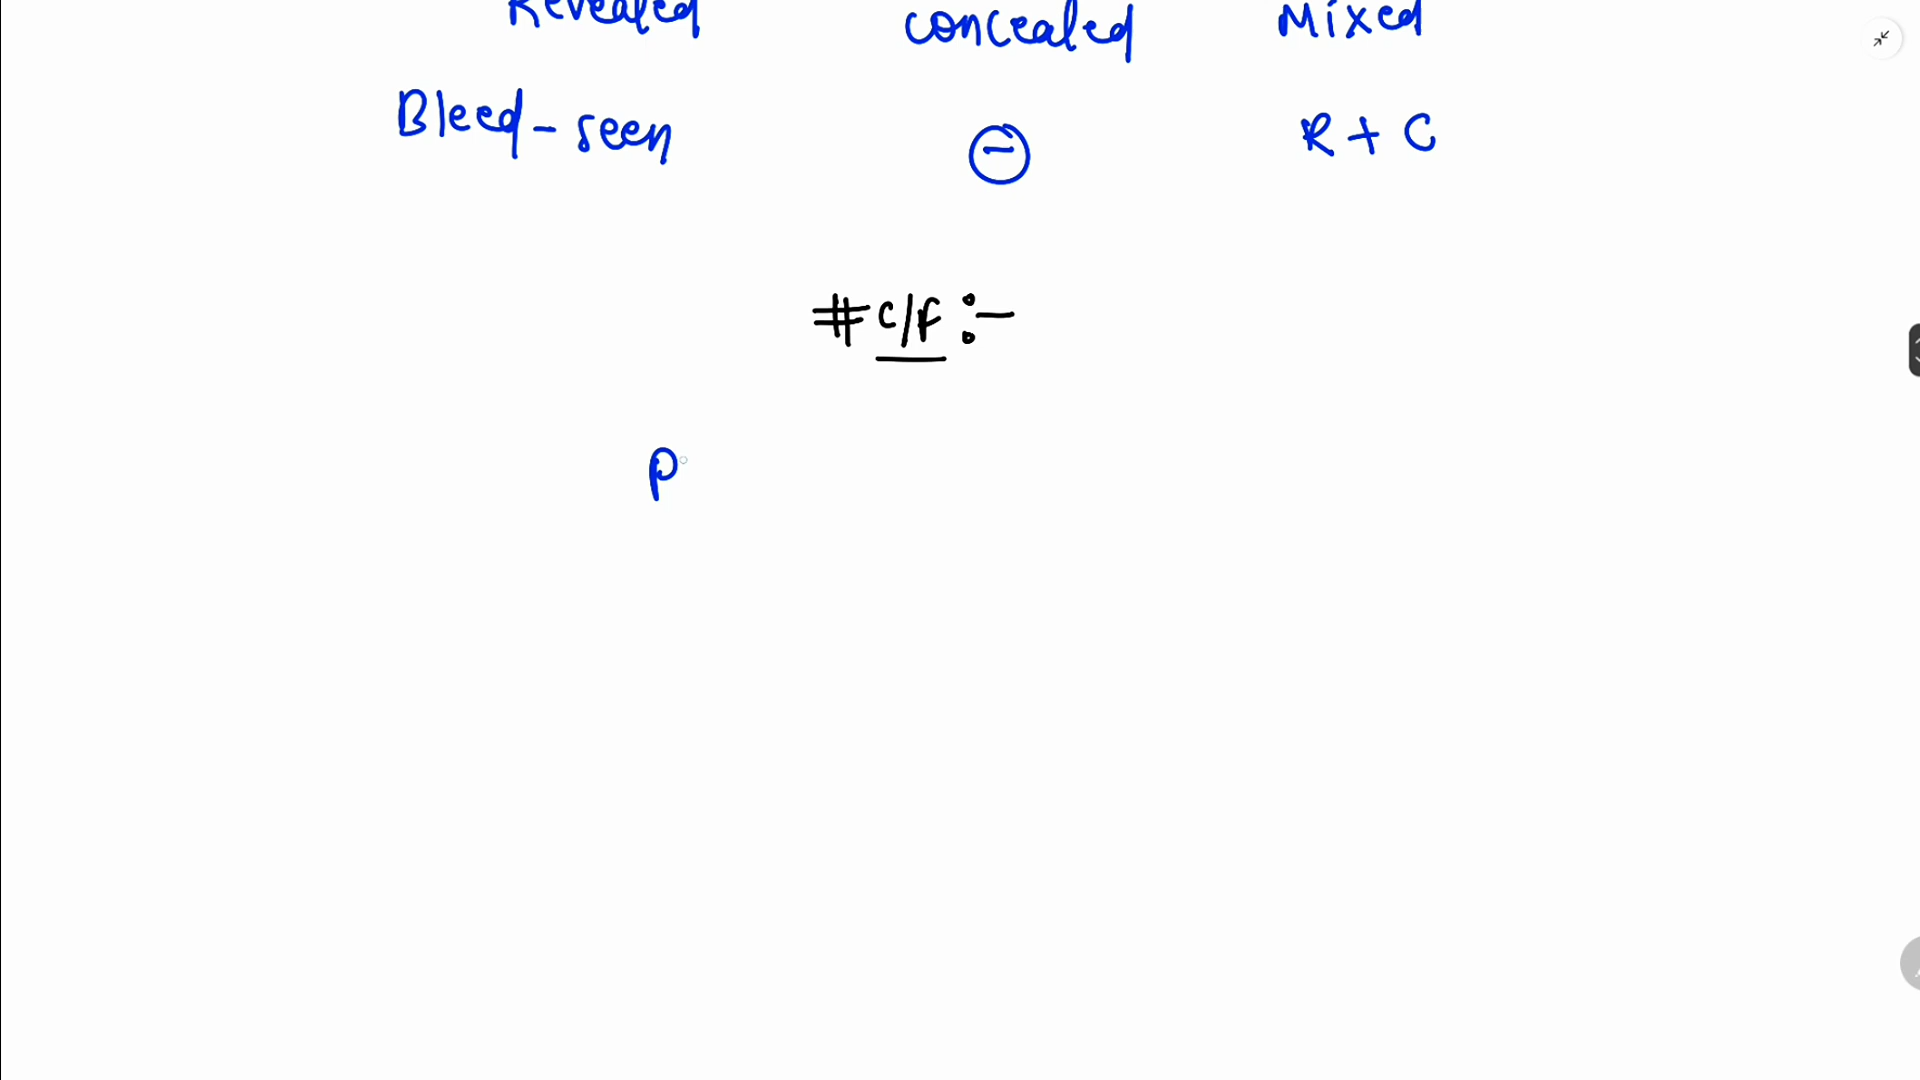 Revealed concealed Mixed
Bleed - seen ⊖ R + C
# C/F :-
P